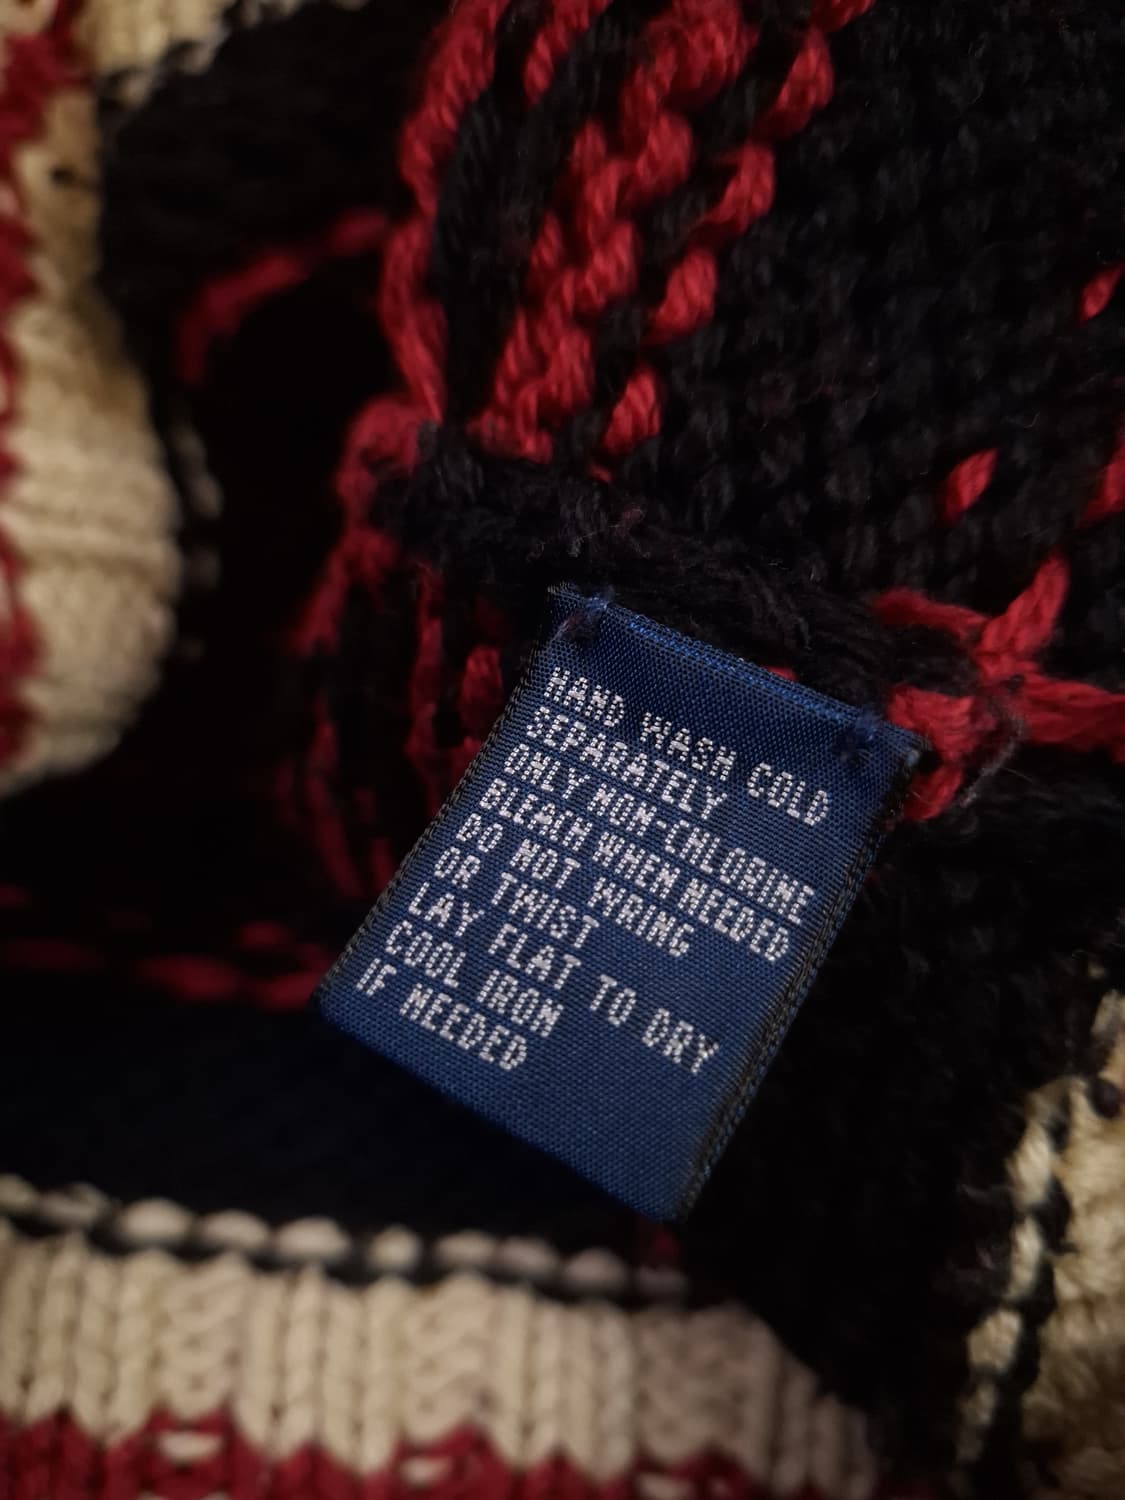 HAND WASH COLD
SEPARATELY
ONLY NON-CHLORINE
BLEACH WHEN NEEDED
DO NOT WRING
OR TWIST
LAY FLAT TO DRY
COOL IRON
IF NEEDED